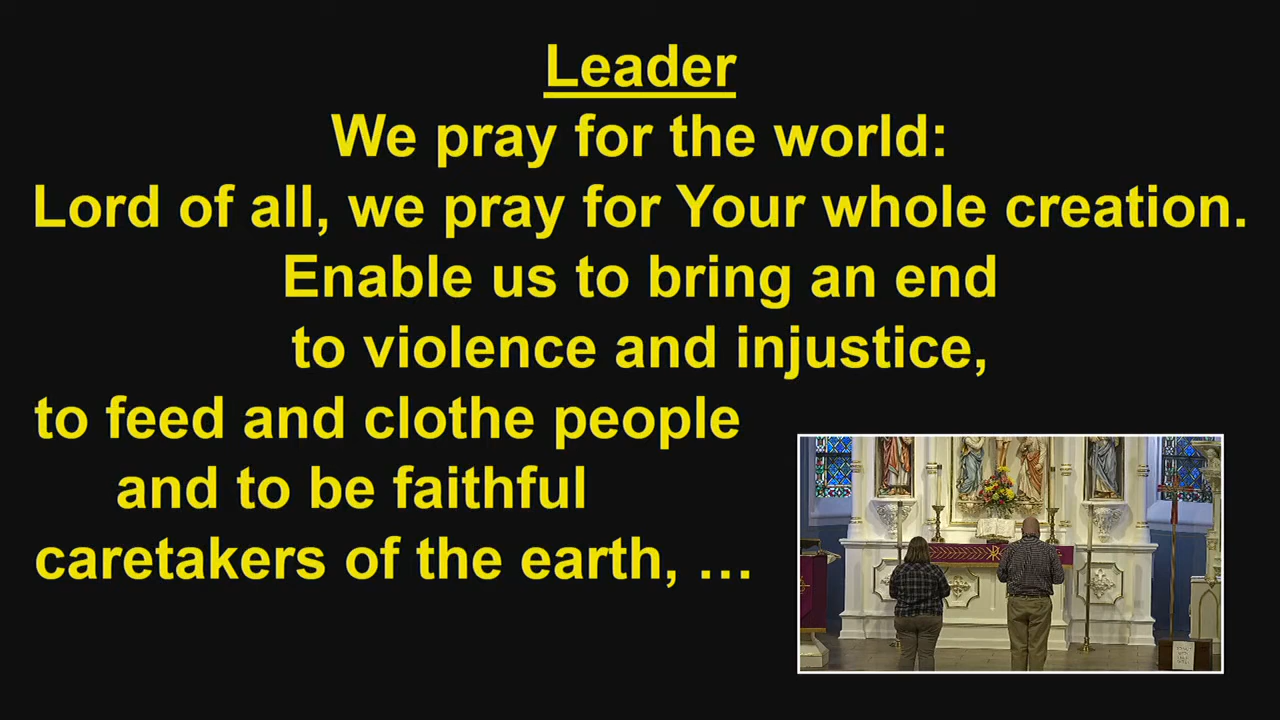 Leader
We pray for the world:
Lord of all, we pray for Your whole creation.
Enable us to bring an end
to violence and injustice,
to feed and clothe people
and to be faithful
caretakers of the earth, …